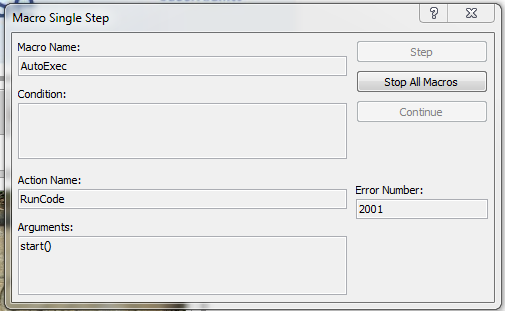 Macro Single Step
?
Macro Name:
AutoExec
Step
Stop All Macros
Condition:
Continue
Action Name:
RunCode
Error Number:
2001
Arguments:
start()